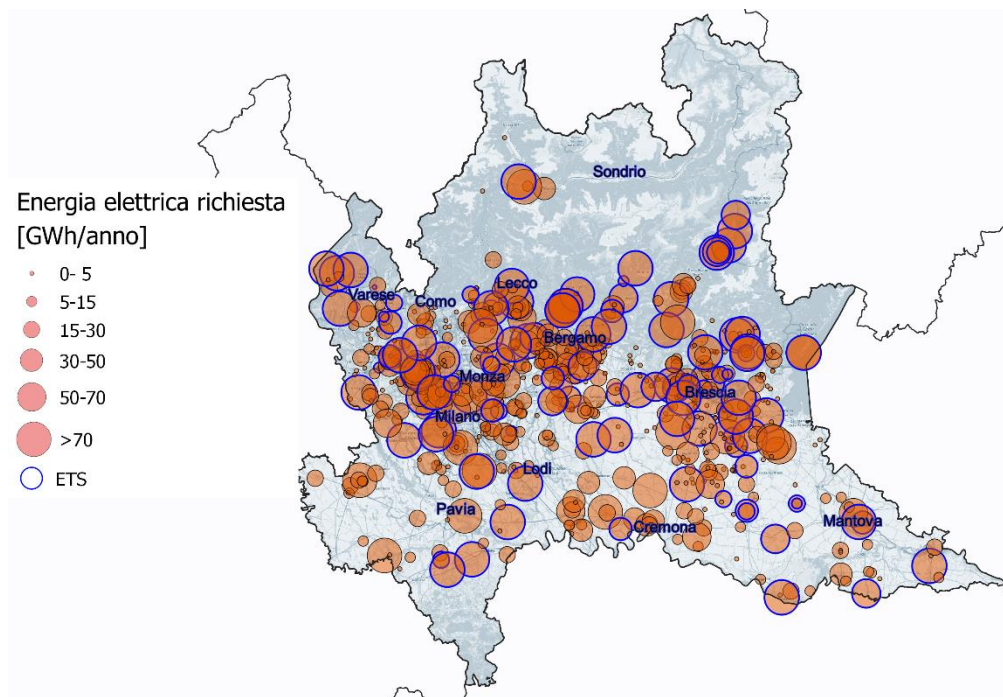 Sondrio
Energia elettrica richiesta
[GWh/anno]
0- 5
5-15
15-30
30-50
50-70
>70
ETS
Lecco
Varese
Como
Bergamo
Monza
Brescia
Milano
Lodi
Pavia
Cremona
Mantova